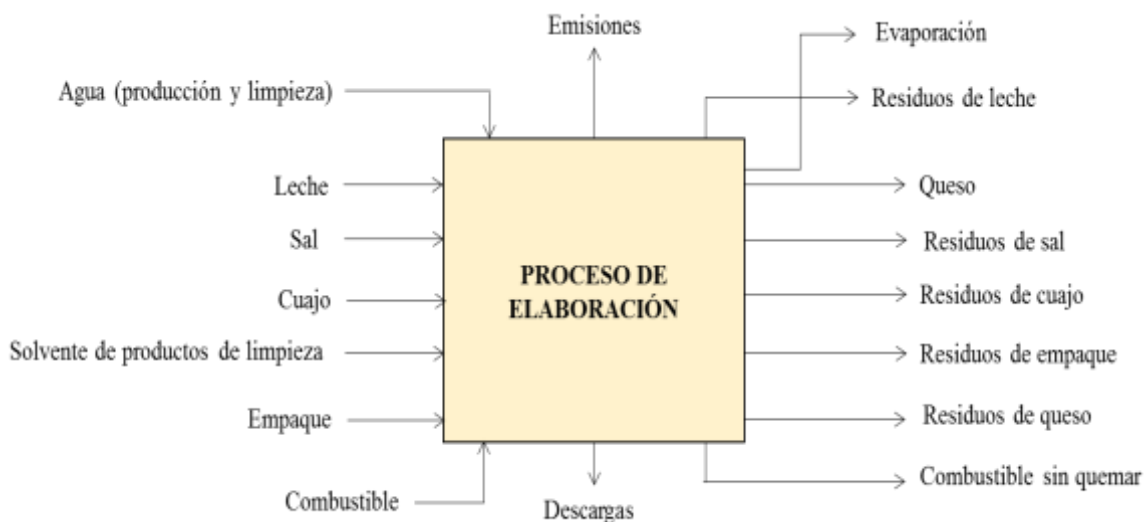 Emisiones
Evaporación
Agua (producción y limpieza)
Residuos de leche
Leche
Queso
Sal
Residuos de sal
PROCESO DE
ELABORACIÓN
Cuajo
Residuos de cuajo
Solvente de productos de limpieza
Residuos de empaque
Empaque
Residuos de queso
Combustible
Combustible sin quemar
Descargas